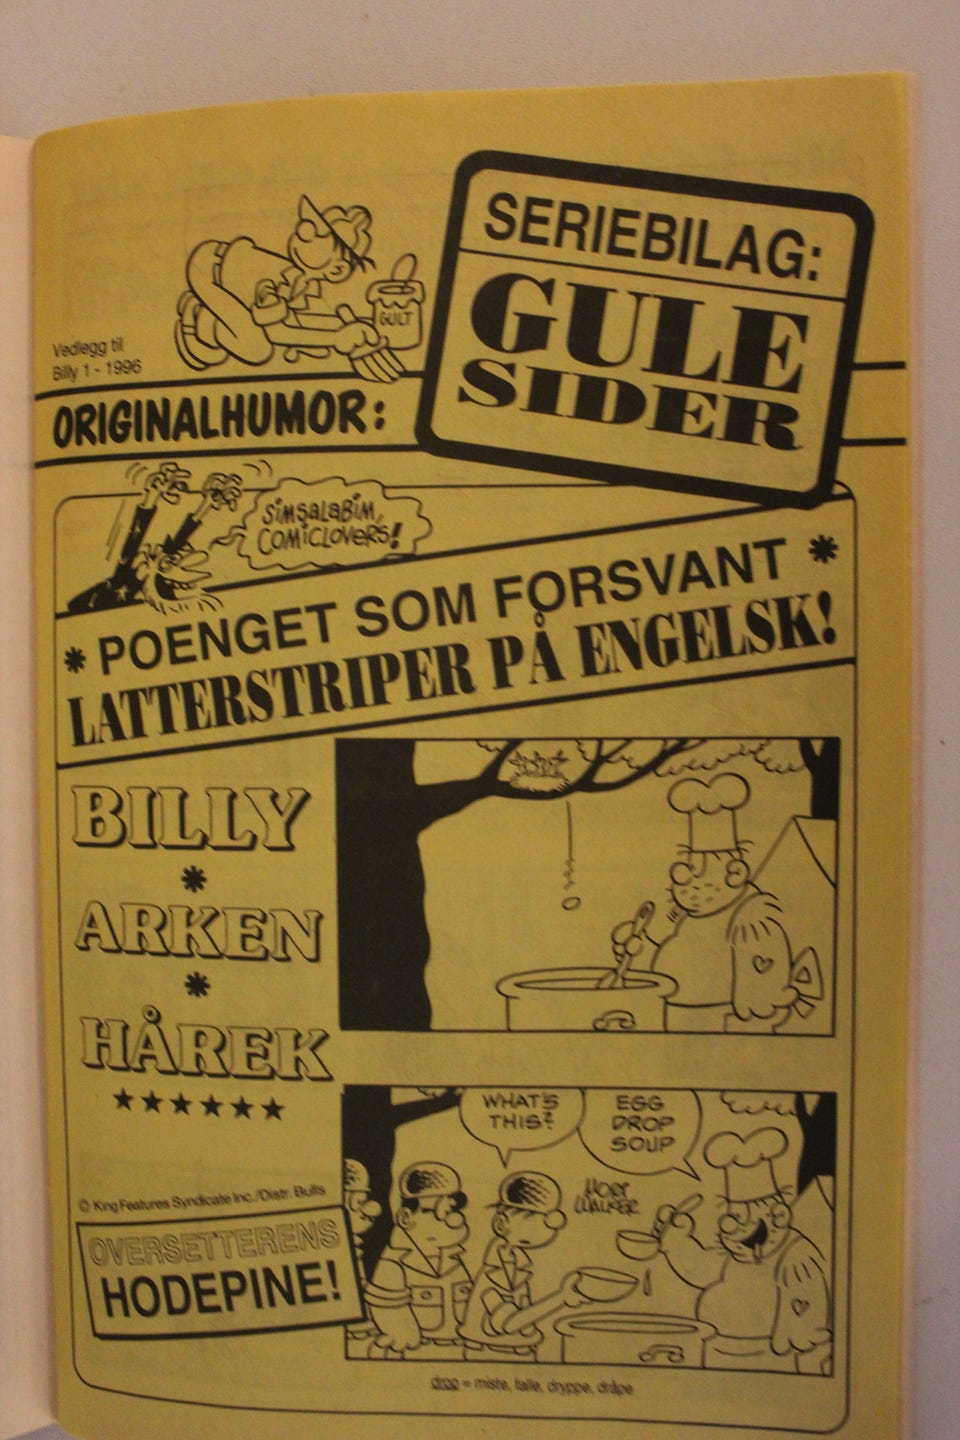 SERIEBILAG:
GULE
SIDER
GULT
Vedlegg til
Billy 1 - 1996
ORIGINALHUMOR:
SIMSALABIM,
COMICLOVERS!
* POENGET SOM FORSVANT *
LATTERSTRIPER PÅ ENGELSK!
BILLY
*
ARKEN
*
HÅREK
★★★★★★
WHAT'S
THIS?
EGG
DROP
SOUP
MORT
WALKER
© King Features Syndicate Inc./Distr. Bulls
OVERSETTERENS
HODEPINE!
drop = miste, falle, dryppe, dråpe